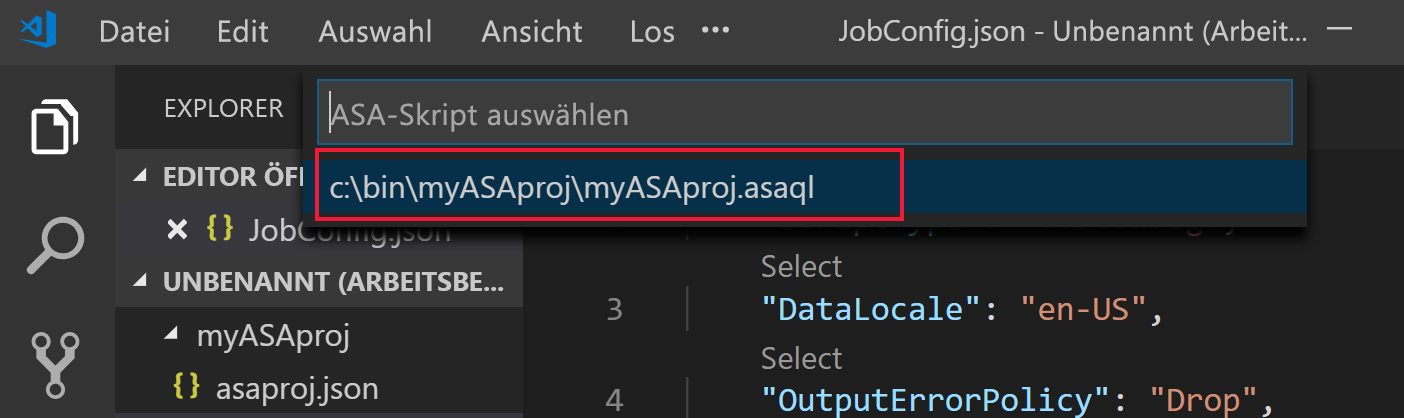 Datei Edit Auswahl Ansicht Los ••• JobConfig.json - Unbenannt (Arbeit...
EXPLORER
ASA-Skript auswählen
c:\bin\myASAproj\myASAproj.asaql
EDITOR ÖF
{} JobConfig.json
UNBENANNT (ARBEITSBE...
myASAproj
{} asaproj.json
Select
3 "DataLocale": "en-US",
Select
4 "OutputErrorPolicy": "Drop",